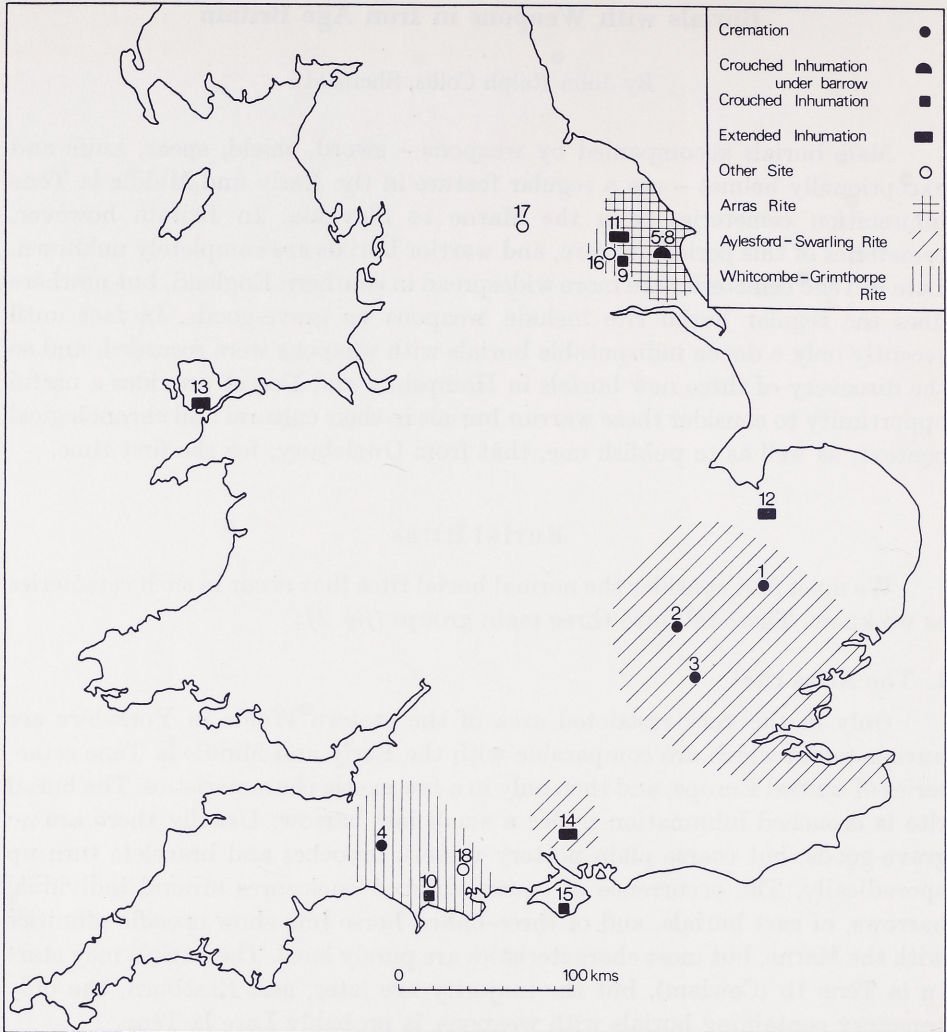 Cremation
Crouched Inhumation
under barrow
Crouched Inhumation
Extended Inhumation
Other Site
Arras Rite
Aylesford-Swarling Rite
Whitcombe-Grimthorpe
Rite
17
11
5-8
16
9
13
12
1
2
3
14
4
18
10
15
0
100 kms